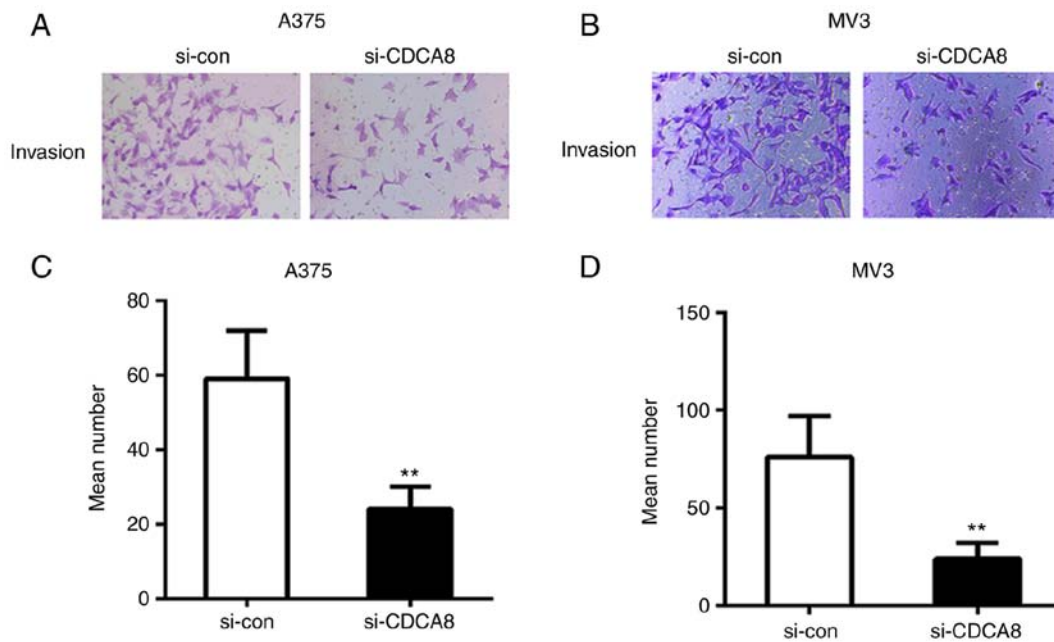 A
A375
si-con
si-CDCA8
Invasion
B
MV3
si-con
si-CDCA8
Invasion
C
A375
Mean number
80
60
40
20
0
**
si-con
si-CDCA8
D
MV3
Mean number
150
100
50
0
**
si-con
si-CDCA8